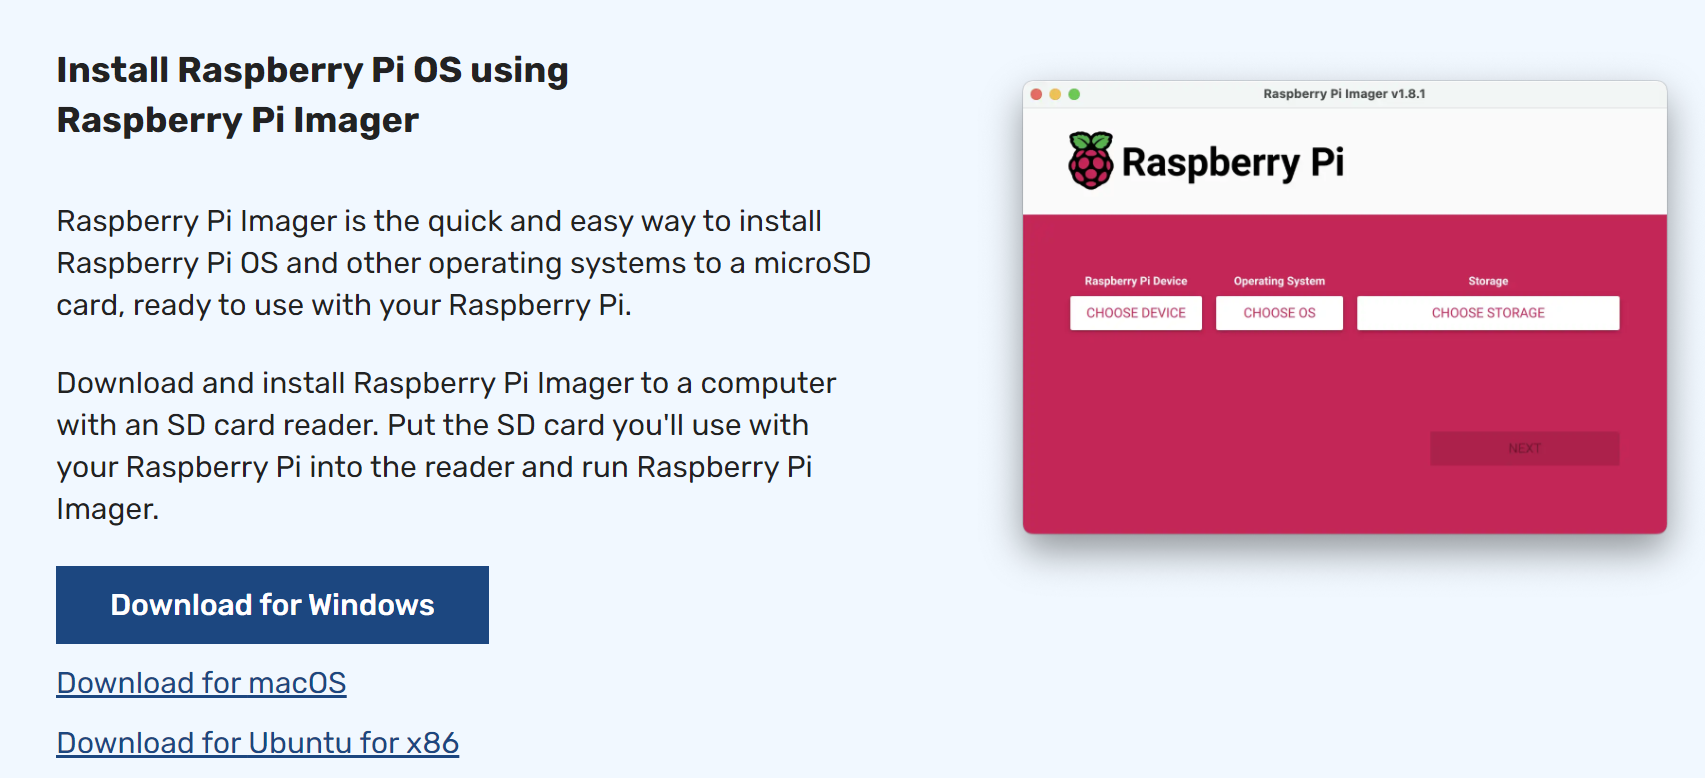 Install Raspberry Pi OS using
Raspberry Pi Imager
Raspberry Pi Imager is the quick and easy way to install
Raspberry Pi OS and other operating systems to a microSD
card, ready to use with your Raspberry Pi.
Download and install Raspberry Pi Imager to a computer
with an SD card reader. Put the SD card you'll use with
your Raspberry Pi into the reader and run Raspberry Pi
Imager.
Download for Windows
Download for macOS
Download for Ubuntu for x86
Raspberry Pi Imager v1.8.1
Raspberry Pi
Raspberry Pi Device
Operating System
Storage
CHOOSE DEVICE
CHOOSE OS
CHOOSE STORAGE
NEXT